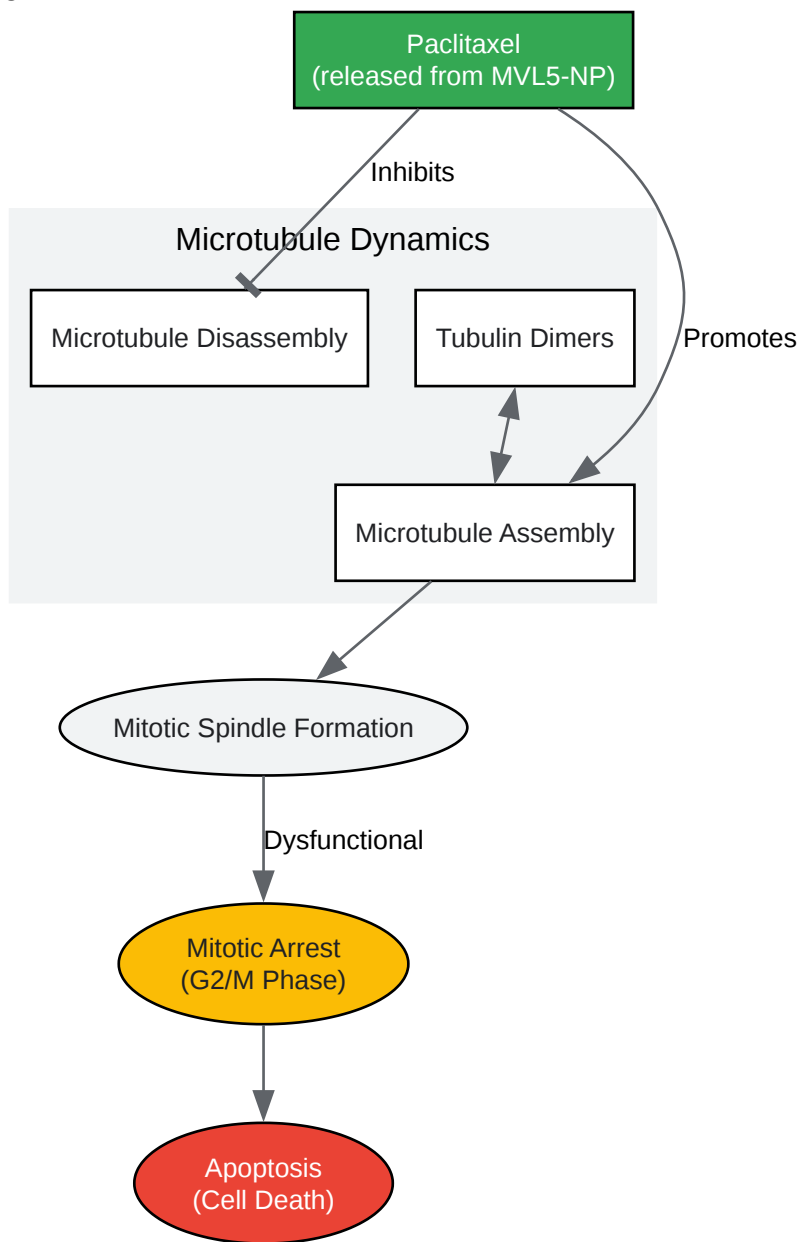 Paclitaxel
(released from MVL5-NP)
Inhibits
Microtubule Dynamics
Microtubule Disassembly
Tubulin Dimers
Promotes
Microtubule Assembly
Mitotic Spindle Formation
Dysfunctional
Mitotic Arrest
(G2/M Phase)
Apoptosis
(Cell Death)